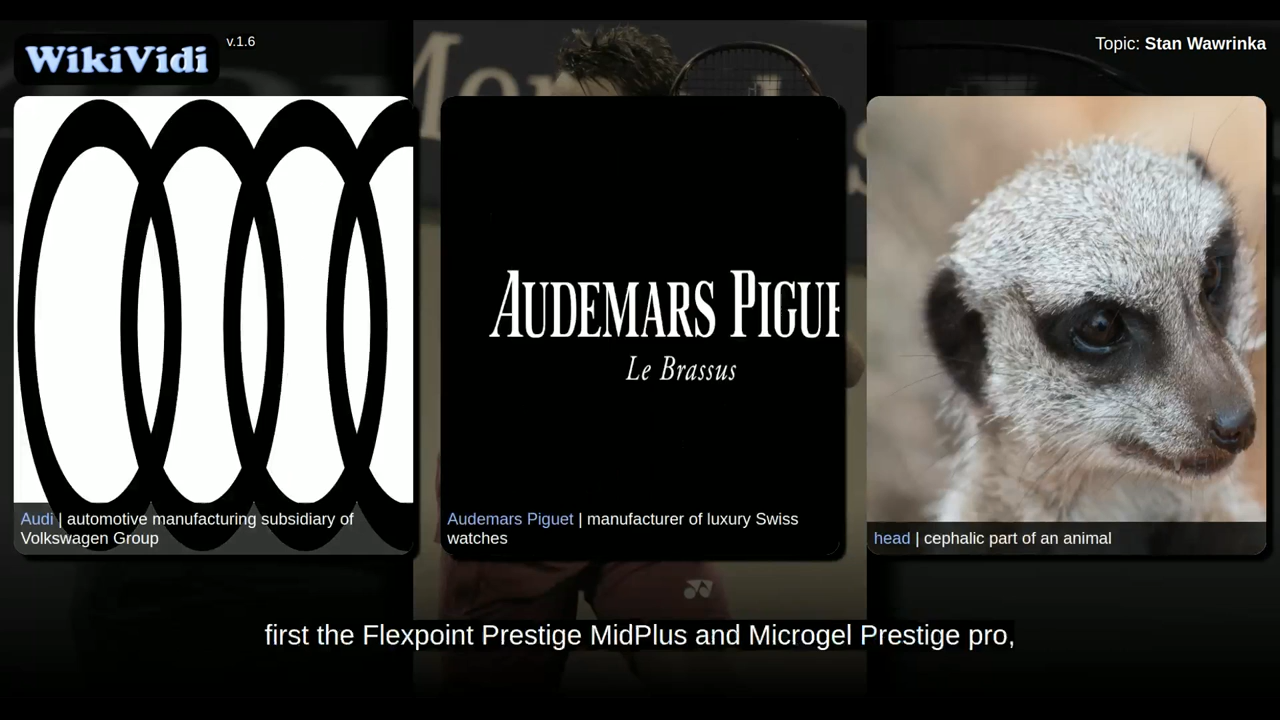 WikiVidi
v.1.6
Topic: Stan Wawrinka
AUDEMARS PIGUE
Le Brassus
Audi | automotive manufacturing subsidiary of
Volkswagen Group
Audemars Piguet | manufacturer of luxury Swiss
watches
head | cephalic part of an animal
first the Flexpoint Prestige MidPlus and Microgel Prestige pro,